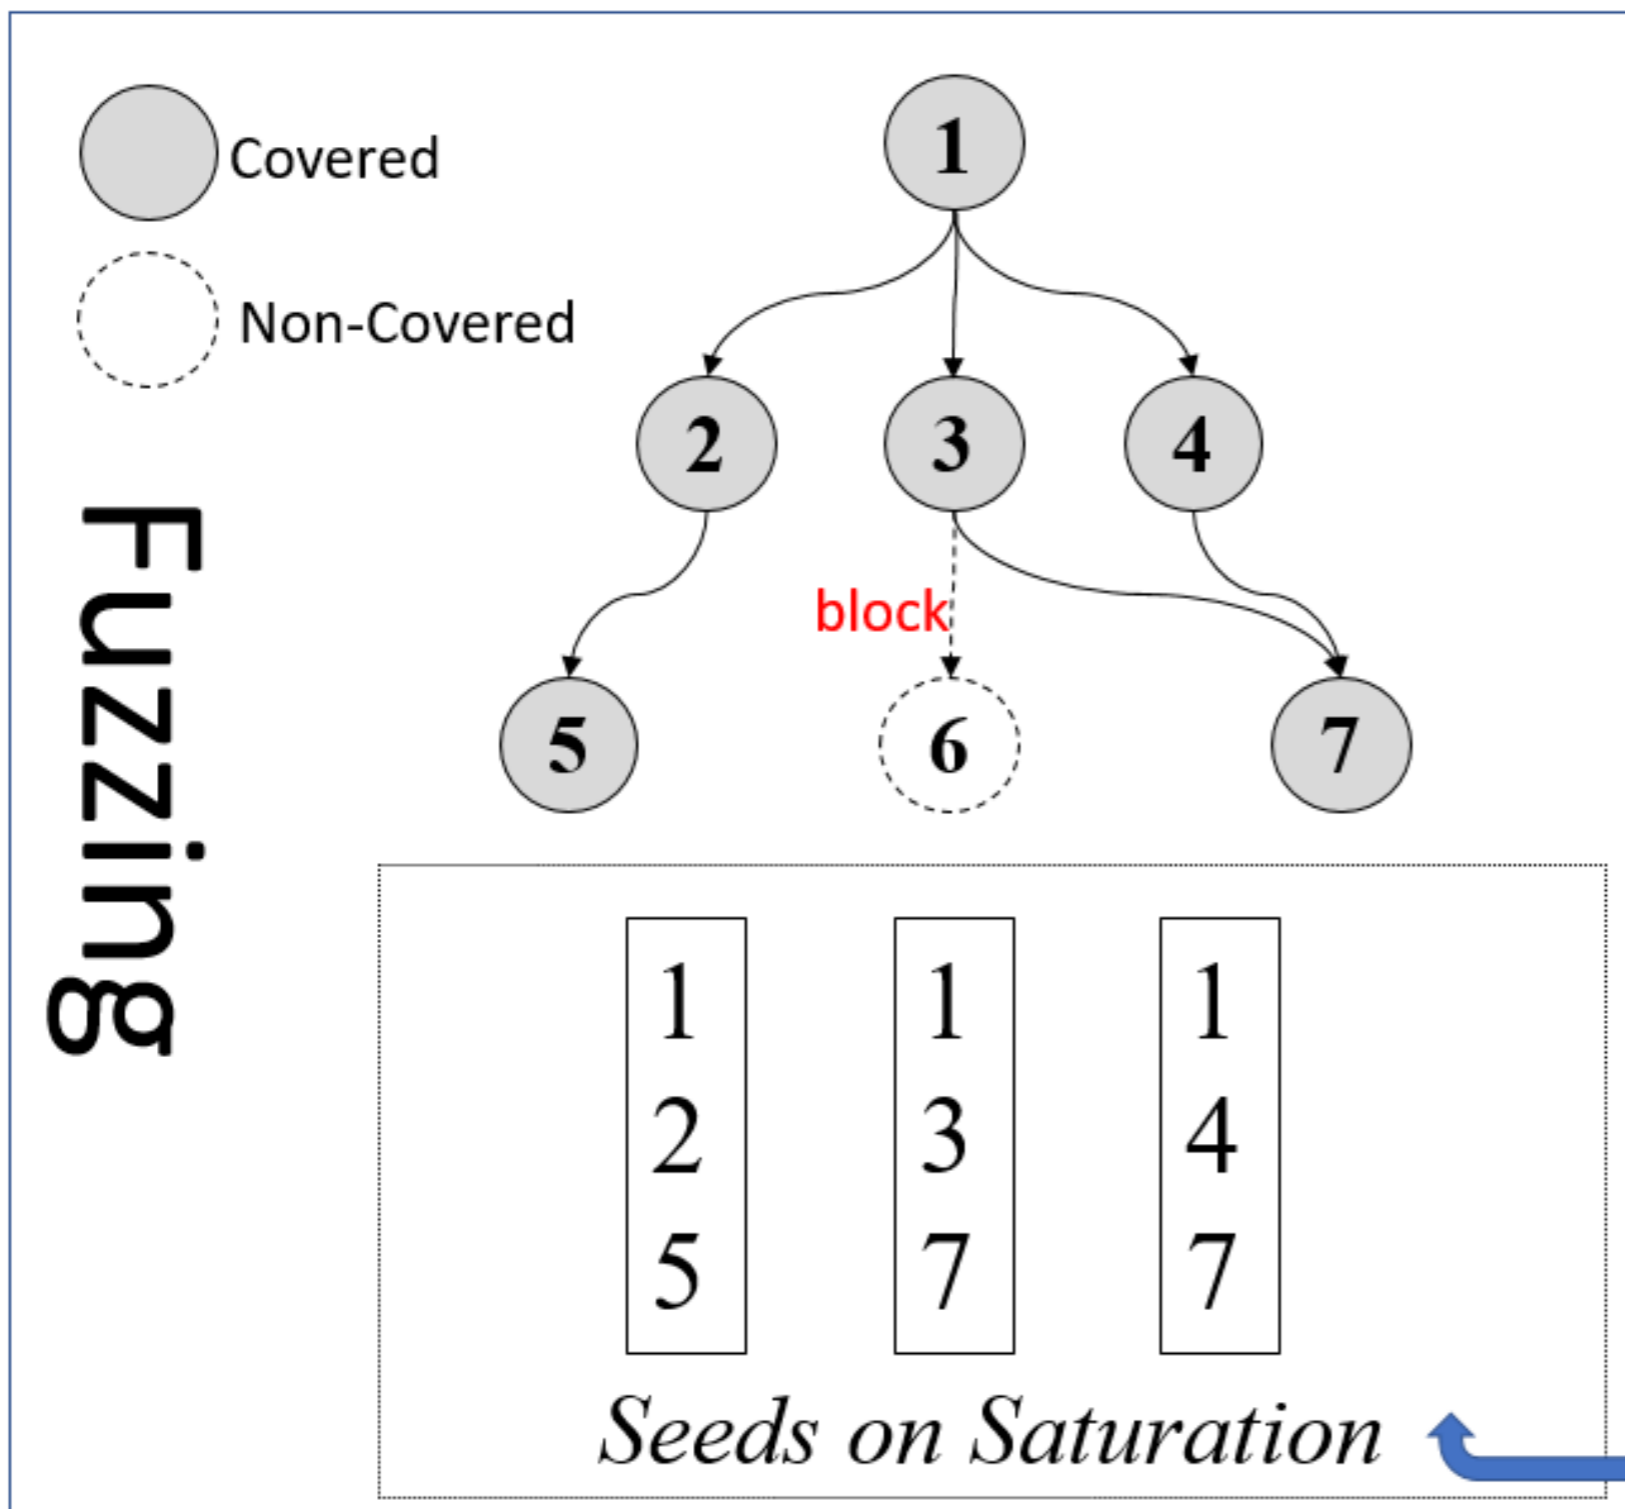 Covered
Non-Covered
Fuzzing
1
2 3 4
block
5 6 7
1 1 1
2 3 4
5 7 7
Seeds on Saturation